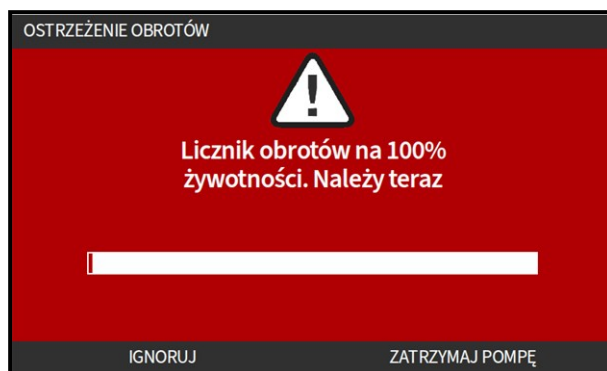 OSTRZEŻENIE OBROTÓW
!
Licznik obrotów na 100%
żywotności. Należy teraz
IGNORUJ ZATRZYMAJ POMPĘ